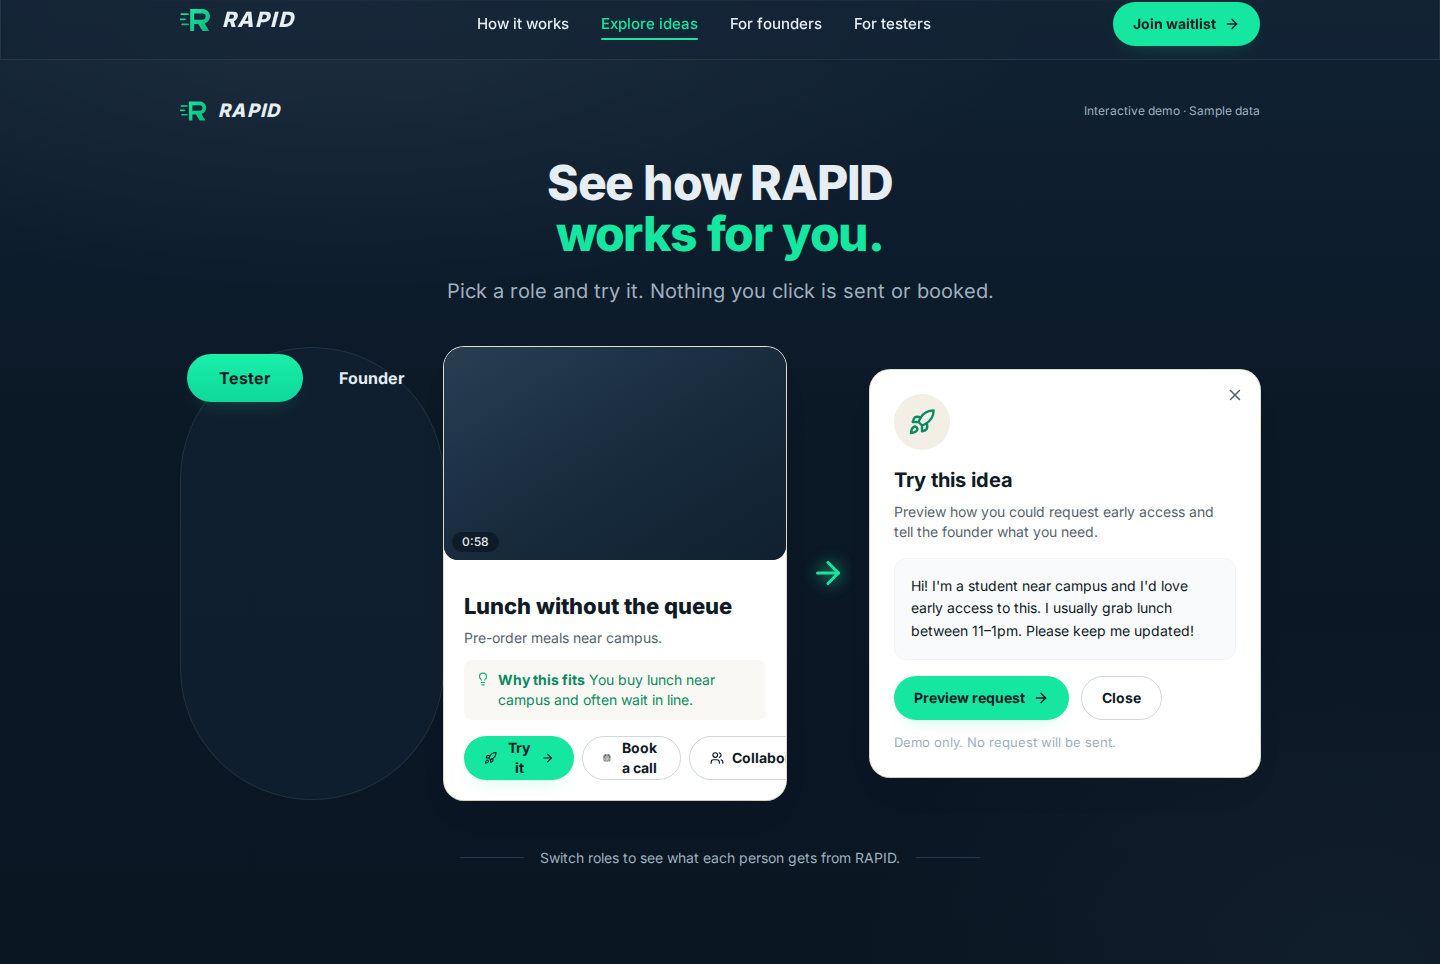 RAPID
How it works
Explore ideas
For founders
For testers
Join waitlist
RAPID
Interactive demo · Sample data
See how RAPID
works for you.
Pick a role and try it. Nothing you click is sent or booked.
Tester
Founder
0:58
Lunch without the queue
Pre-order meals near campus.
Why this fits You buy lunch near
campus and often wait in line.
Try
it
Book
a call
Collabo
Try this idea
Preview how you could request early access and
tell the founder what you need.
Hi! I'm a student near campus and I'd love
early access to this. I usually grab lunch
between 11–1pm. Please keep me updated!
Preview request
Close
Demo only. No request will be sent.
Switch roles to see what each person gets from RAPID.